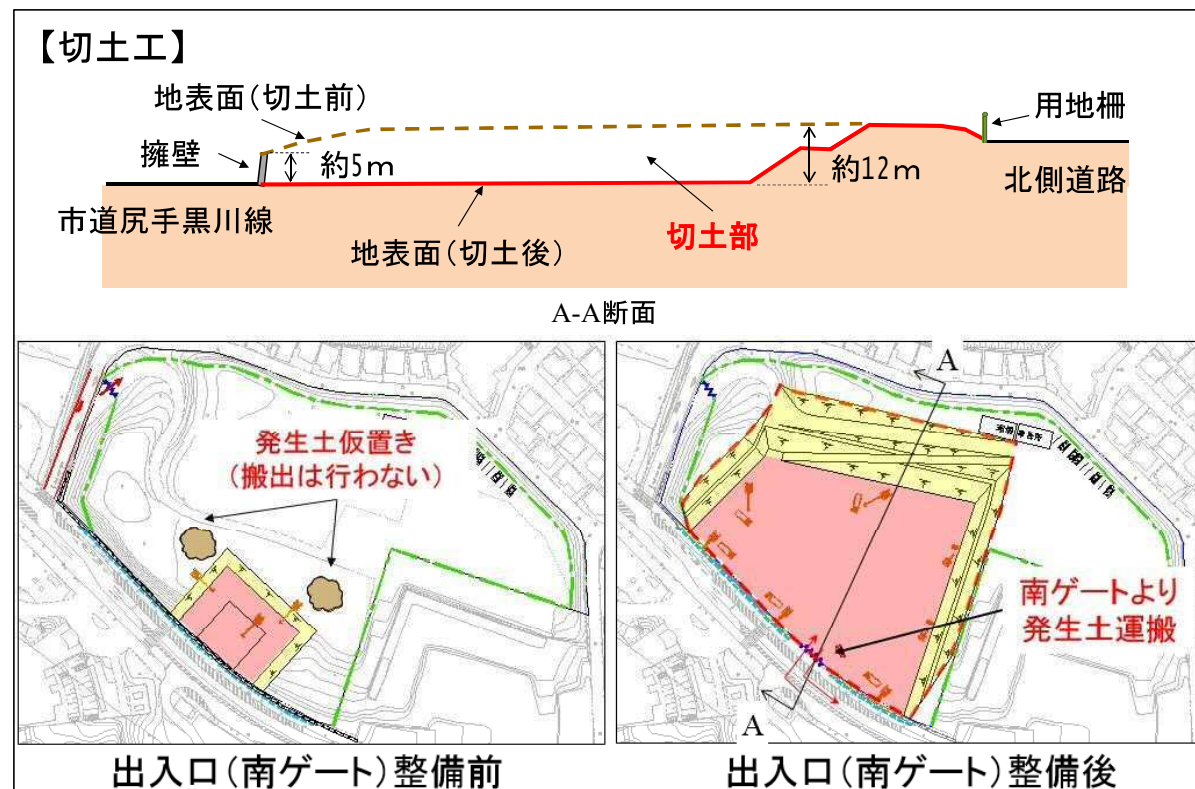 【切土工】
地表面(切土前)
用地柵
擁壁
約5m
約12m
北側道路
市道尻手黒川線
切土部
地表面(切土後)
A-A断面
発生土仮置き
(搬出は行わない)
A
南ゲートより
発生土運搬
A
出入口(南ゲート)整備前
出入口(南ゲート)整備後